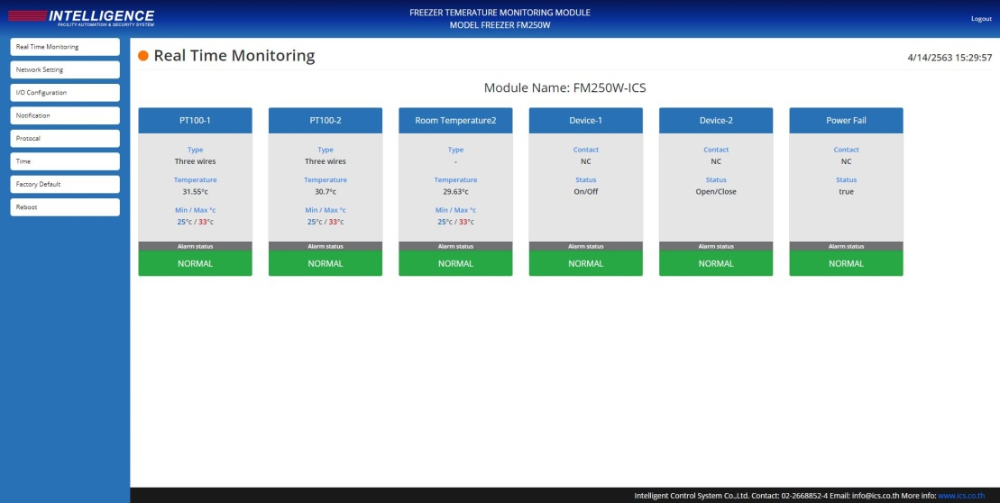 INTELLIGENCE
FACILITY AUTOMATION & SECURITY SYSTEM
FREEZER TEMERATURE MONITORING MODULE
MODEL FREEZER FM250W
Logout
Real Time Monitoring
Network Setting
I/O Configuration
Notification
Protocal
Time
Factory Default
Reboot
Real Time Monitoring
4/14/2563 15:29:57
Module Name: FM250W-ICS
PT100-1
Type
Three wires
Temperature
31.55°c
Min / Max °c
25°c / 33°c
Alarm status
NORMAL
PT100-2
Type
Three wires
Temperature
30.7°c
Min / Max °c
25°c / 33°c
Alarm status
NORMAL
Room Temperature2
Type
-
Temperature
29.63°c
Min / Max °c
25°c / 33°c
Alarm status
NORMAL
Device-1
Contact
NC
Status
On/Off
Alarm status
NORMAL
Device-2
Contact
NC
Status
Open/Close
Alarm status
NORMAL
Power Fail
Contact
NC
Status
true
Alarm status
NORMAL
Intelligent Control System Co.,Ltd. Contact: 02-2668852-4 Email: info@ics.co.th More info: www.ics.co.th